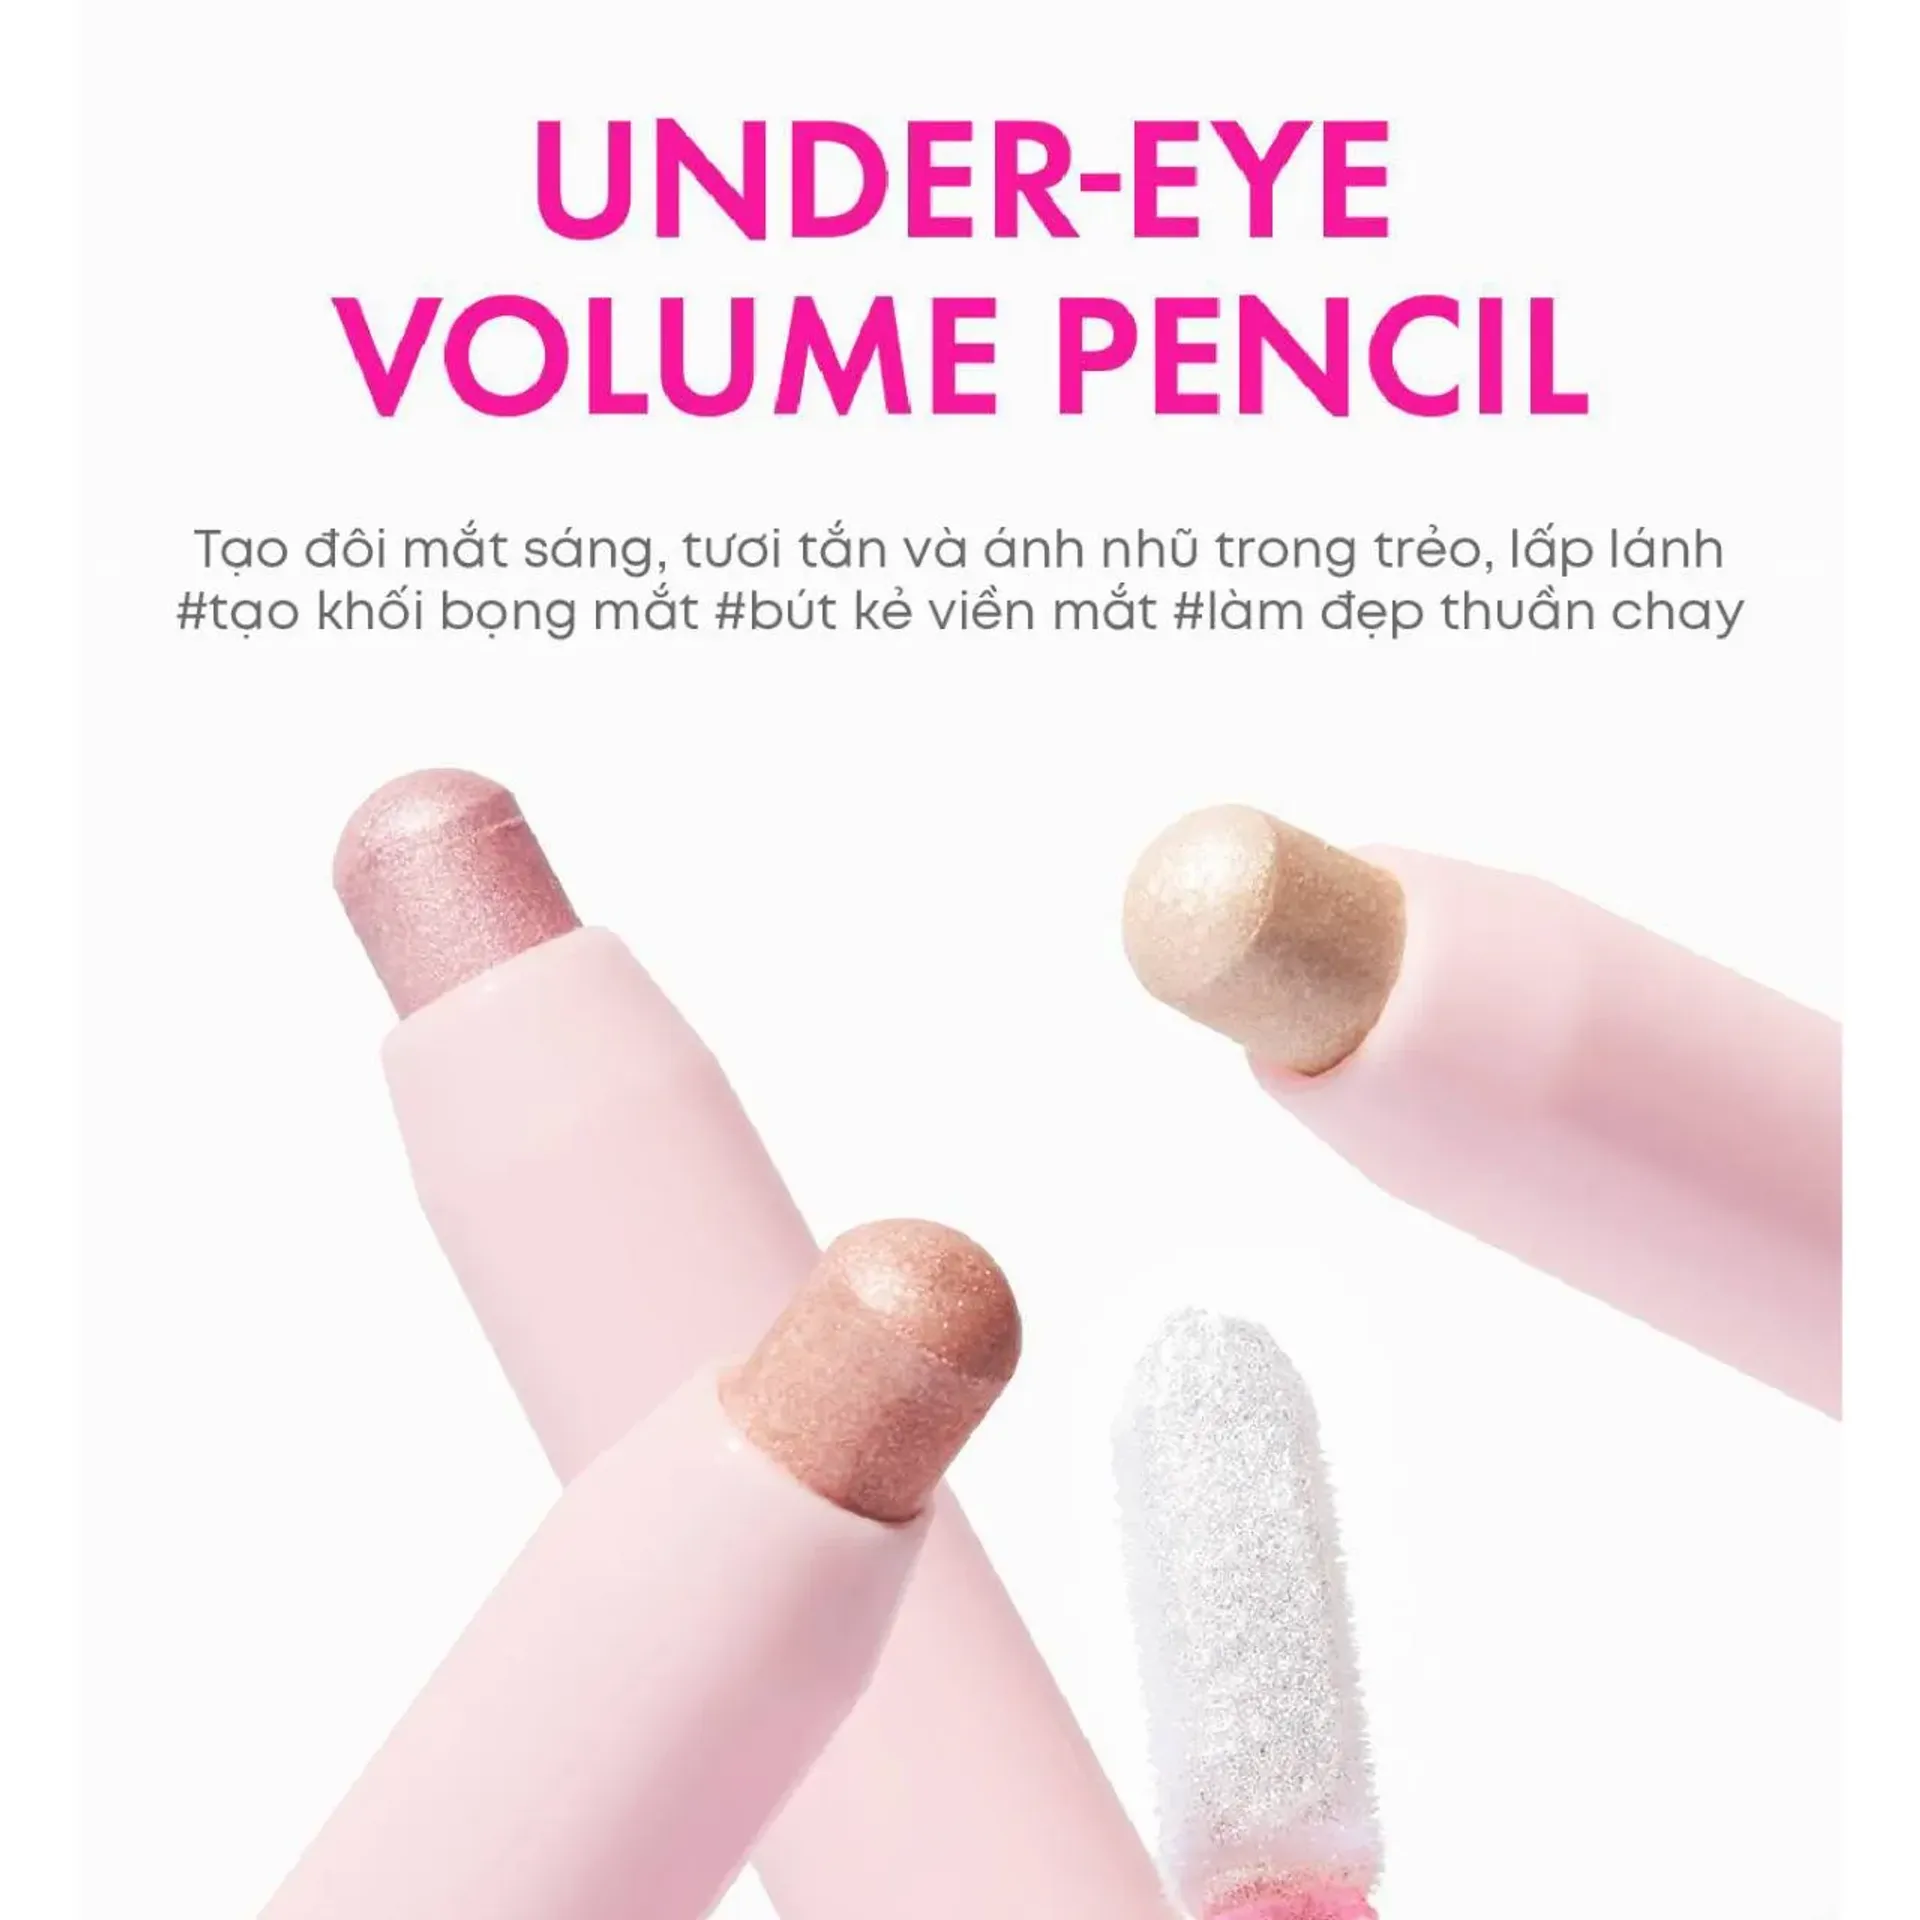 UNDER-EYE
VOLUME PENCIL
Tạo đôi mắt sáng, tươi tắn và ánh nhũ trong trẻo, lấp lánh
#tạo khối bọng mắt #bút kẻ viền mắt #làm đẹp thuần chay